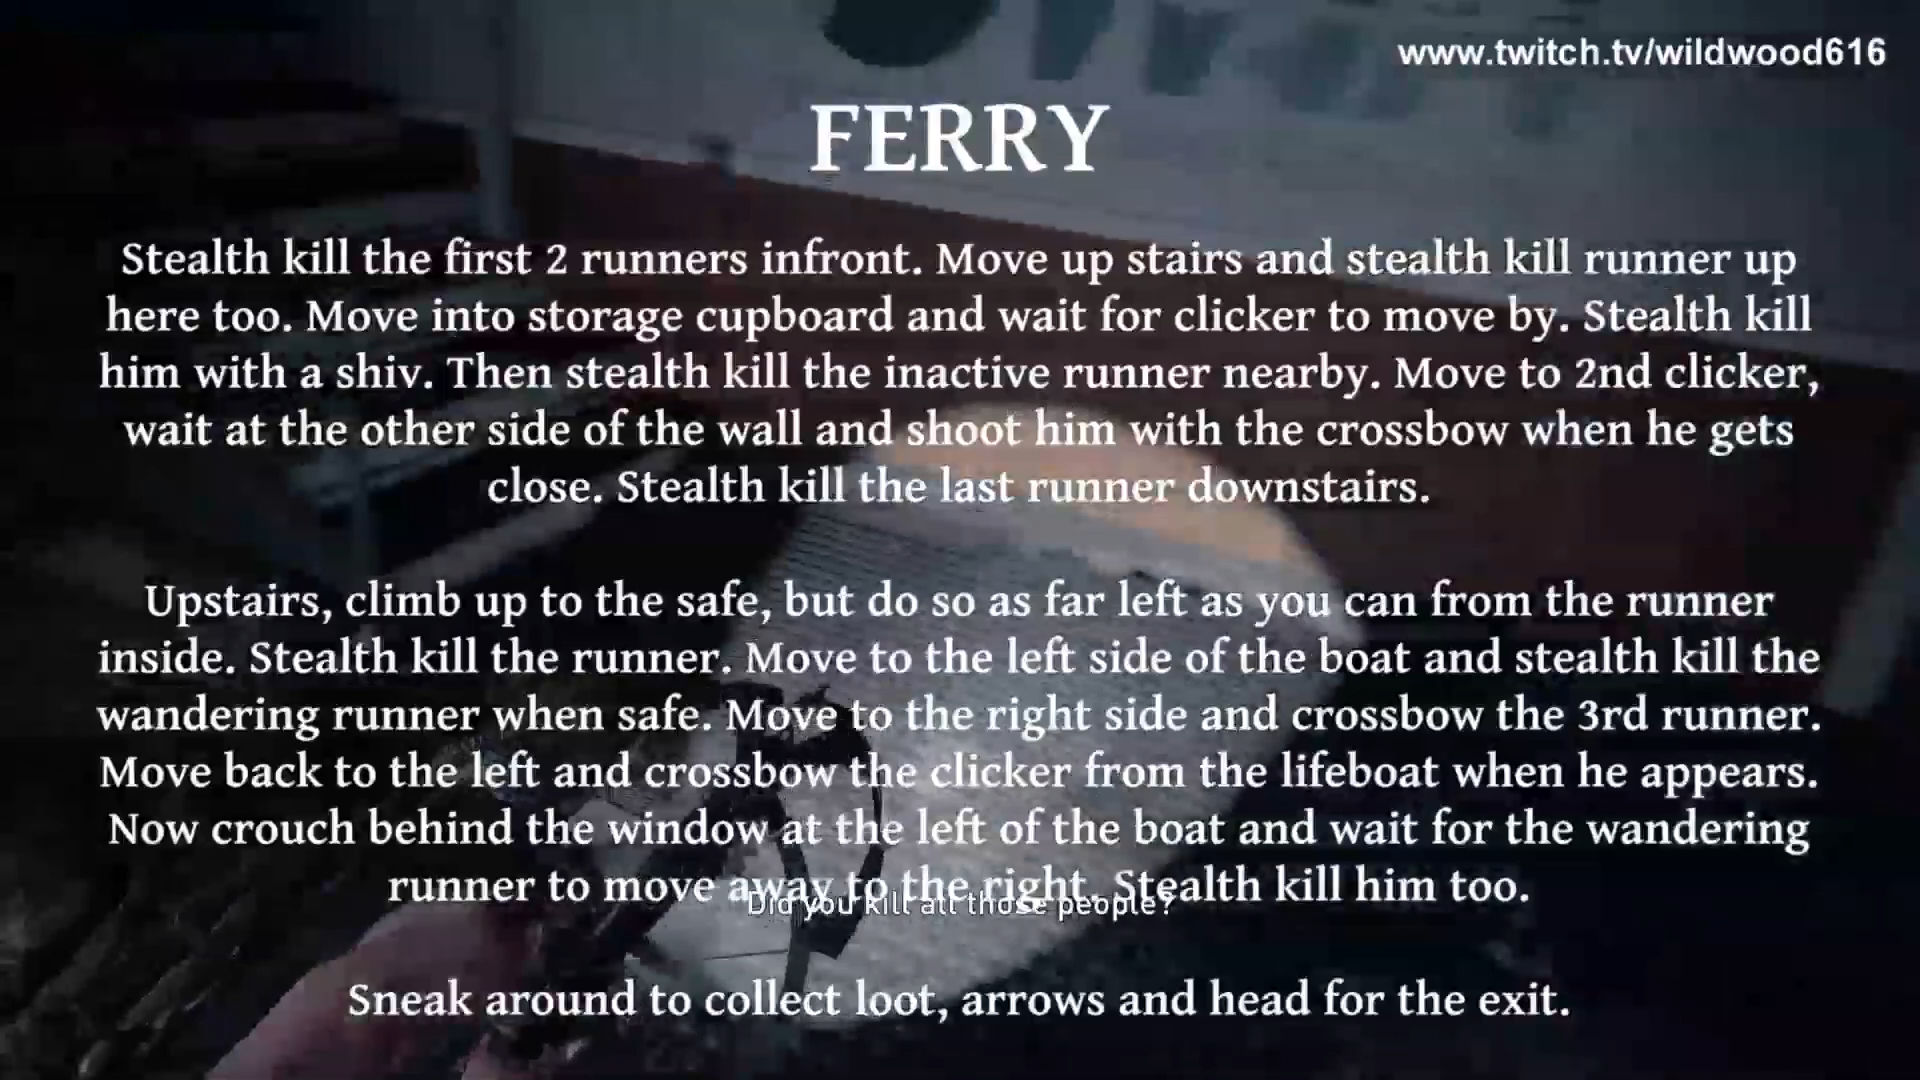 www.twitch.tv/wildwood616
FERRY
Stealth kill the first 2 runners infront. Move up stairs and stealth kill runner up
here too. Move into storage cupboard and wait for clicker to move by. Stealth kill
him with a shiv. Then stealth kill the inactive runner nearby. Move to 2nd clicker,
wait at the other side of the wall and shoot him with the crossbow when he gets
close. Stealth kill the last runner downstairs.
Upstairs, climb up to the safe, but do so as far left as you can from the runner
inside. Stealth kill the runner. Move to the left side of the boat and stealth kill the
wandering runner when safe. Move to the right side and crossbow the 3rd runner.
Move back to the left and crossbow the clicker from the lifeboat when he appears.
Now crouch behind the window at the left of the boat and wait for the wandering
runner to move away to the right. Stealth kill him too.
Did you kill all those people?
Sneak around to collect loot, arrows and head for the exit.